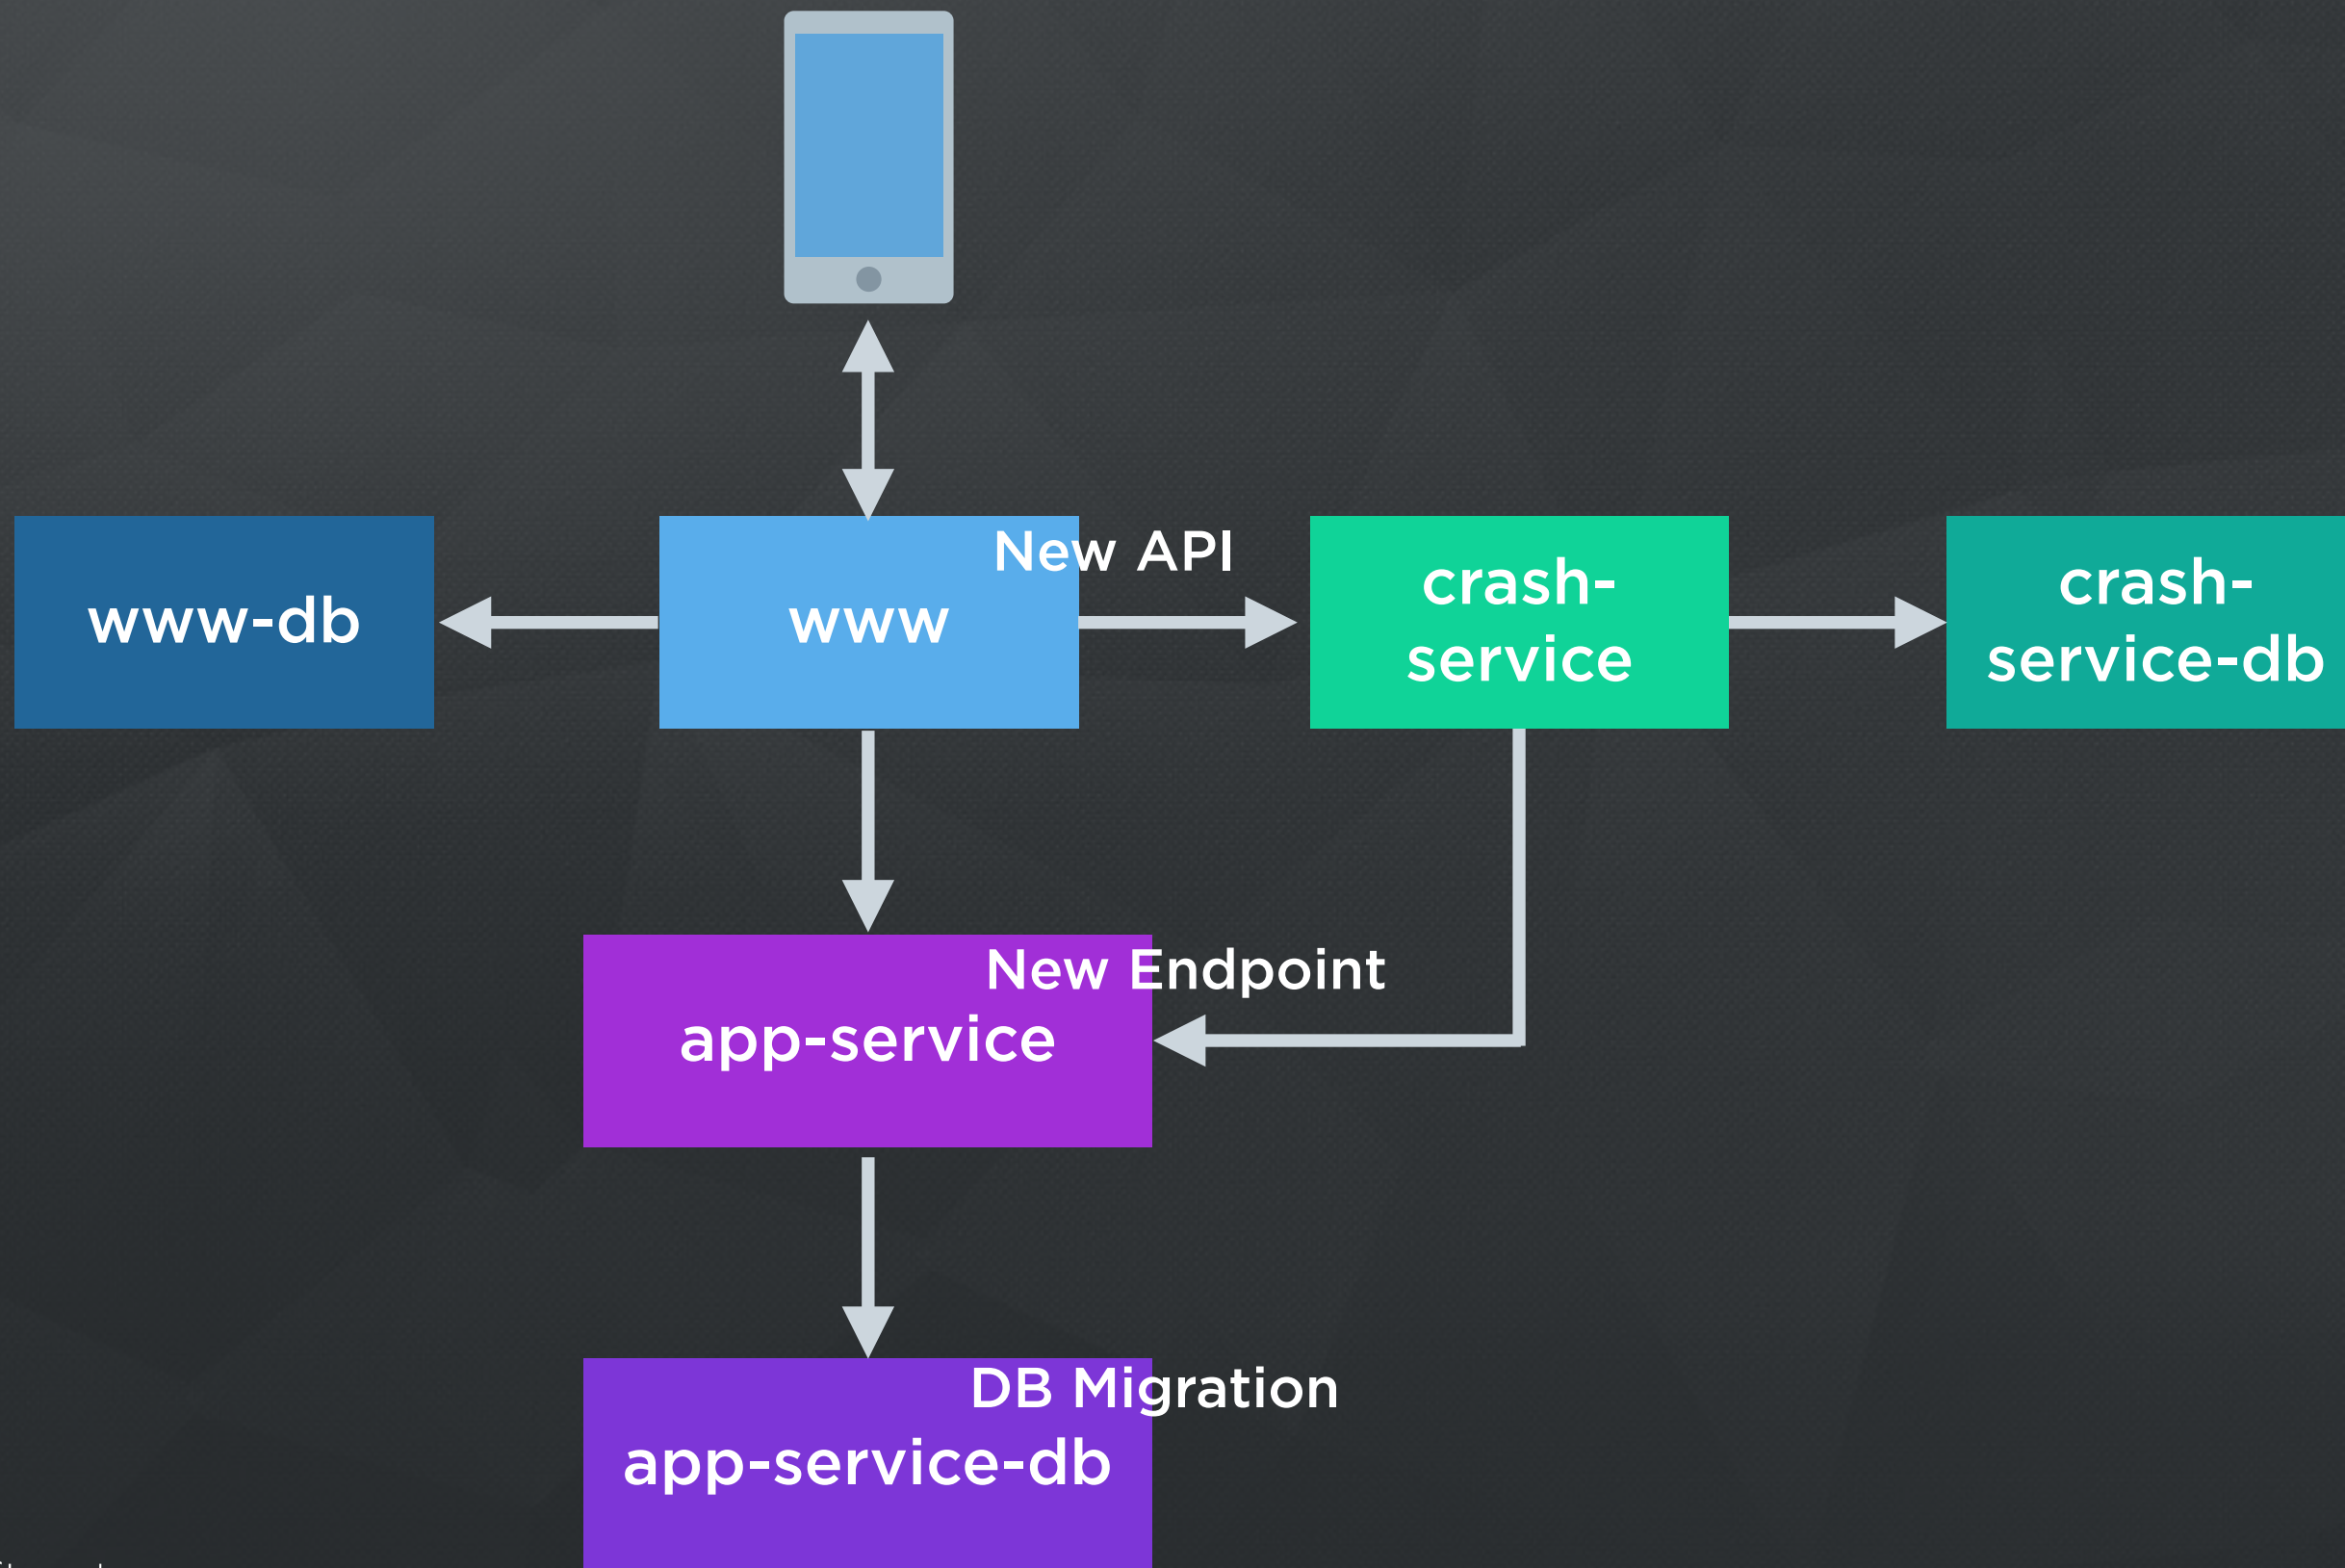 New API
www-db
www
crash-
service
crash-
service-db
New Endpoint
app-service
DB Migration
app-service-db